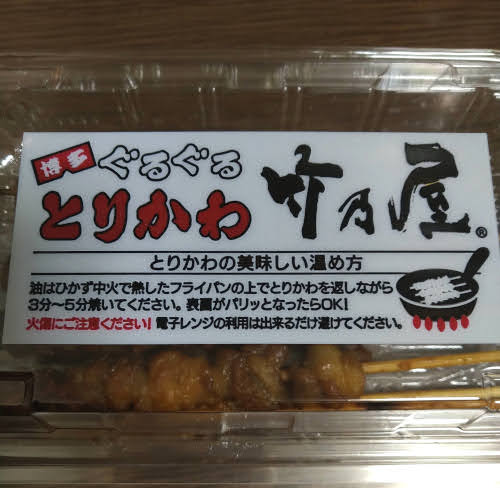 博多 ぐるぐる
とりかわ
竹乃屋®
とりかわの美味しい温め方
油はひかず中火で熱したフライパンの上でとりかわを返しながら
3分〜5分焼いてください。表面がパリッとなったらOK!
火傷にご注意ください! 電子レンジの利用は出来るだけ避けてください。